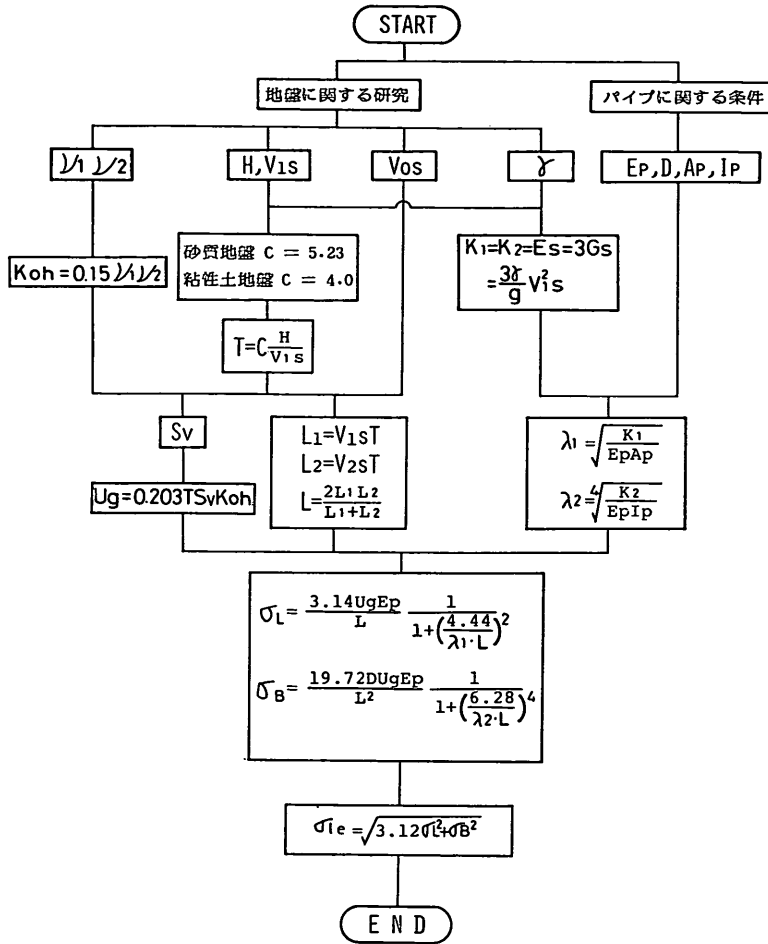 START
地盤に関する研究
パイプに関する条件
ν1 ν2
H,V1s
V0s
γ
EP,D,AP,IP
Koh=0.15ν1ν2
砂質地盤 C = 5.23
粘性土地盤 C = 4.0
K1=K2=Es=3Gs
=3γ/g V1²s
T=C H/V1s
Sv
Ug=0.203TSvKoh
L1=V1sT
L2=V2sT
L=2L1L2/L1+L2
λ1=√K1/EpAp
λ2=⁴√K2/EpIp
σL=3.14UgEp/L 1/1+(4.44/λ1·L)²
σB=19.72DUgEp/L² 1/1+(6.28/λ2·L)⁴
σie=√3.12σL²+σB²
END